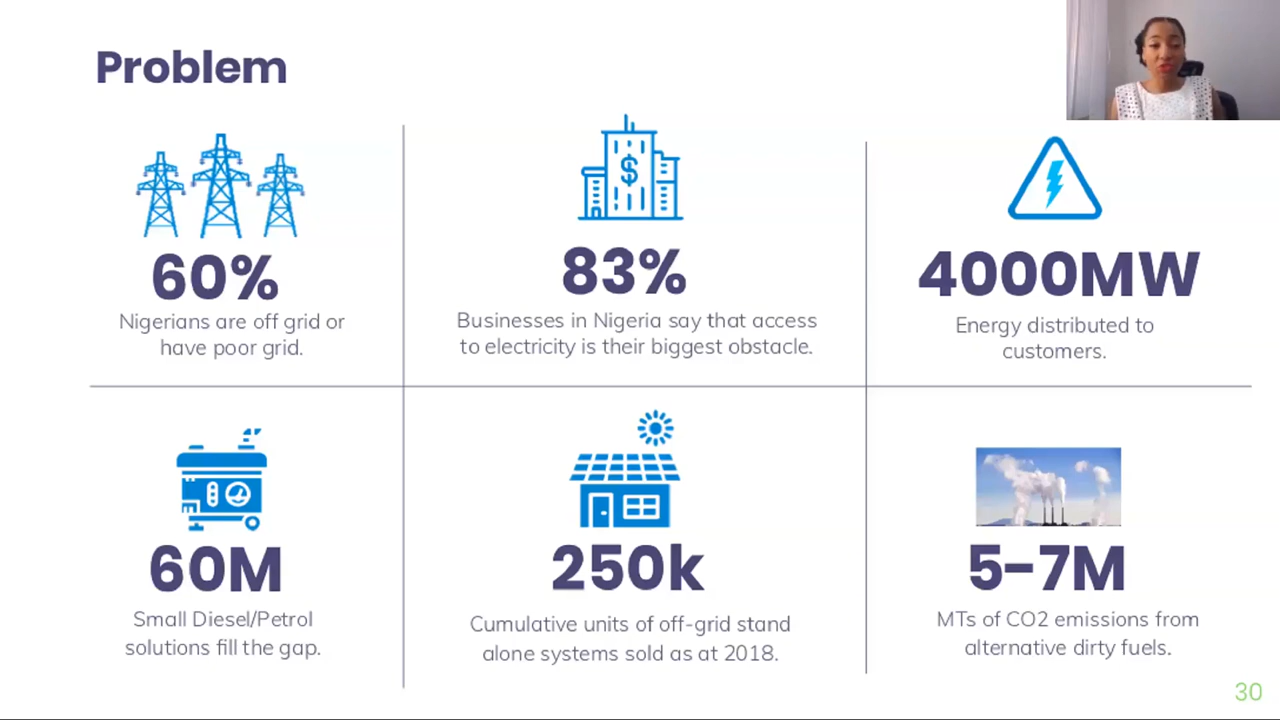 Problem
60%
Nigerians are off grid or
have poor grid.
$
83%
Businesses in Nigeria say that access
to electricity is their biggest obstacle.
4000MW
Energy distributed to
customers.
60M
Small Diesel/Petrol
solutions fill the gap.
250k
Cumulative units of off-grid stand
alone systems sold as at 2018.
5-7M
MTs of CO2 emissions from
alternative dirty fuels.
30